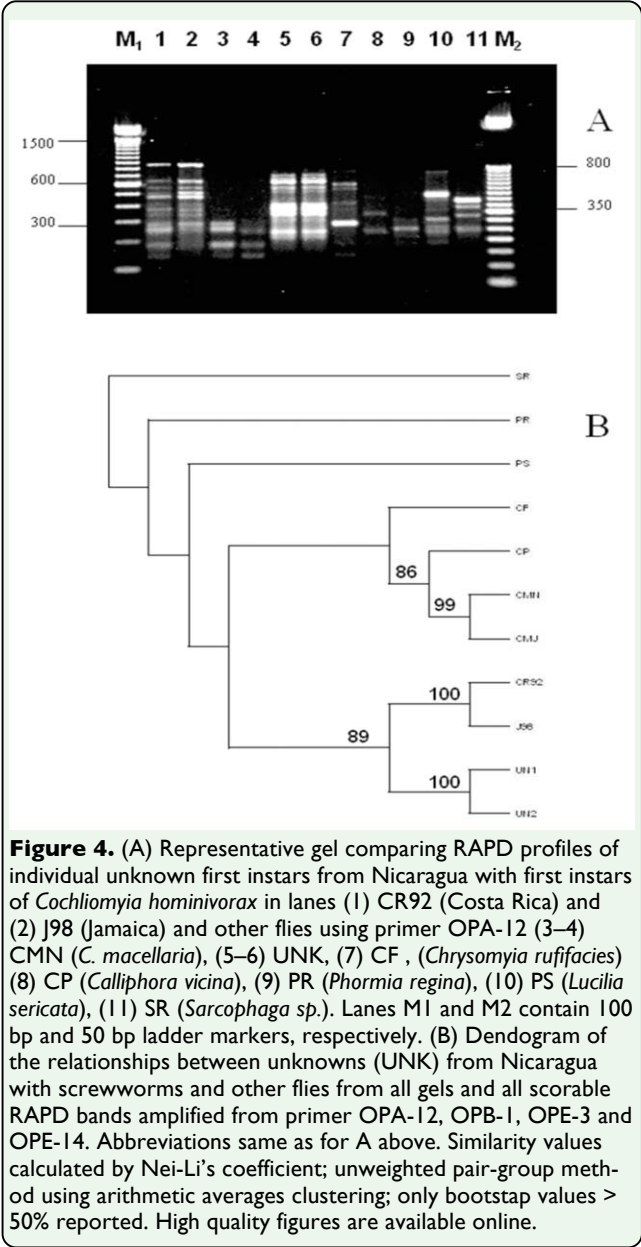 M₁ 1 2 3 4 5 6 7 8 9 10 11 M₂
A
1500
600
300
800
350
B
SR
PR
PS
CF
CP
86
CMN
99
CMJ
CR92
100
J98
89
UN1
100
UN2
Figure 4. (A) Representative gel comparing RAPD profiles of
individual unknown first instars from Nicaragua with first instars
of Cochliomyia hominivorax in lanes (1) CR92 (Costa Rica) and
(2) J98 (Jamaica) and other flies using primer OPA-12 (3–4)
CMN (C. macellaria), (5–6) UNK, (7) CF , (Chrysomyia rufifacies)
(8) CP (Calliphora vicina), (9) PR (Phormia regina), (10) PS (Lucilia
sericata), (11) SR (Sarcophaga sp.). Lanes M1 and M2 contain 100
bp and 50 bp ladder markers, respectively. (B) Dendogram of
the relationships between unknowns (UNK) from Nicaragua
with screwworms and other flies from all gels and all scorable
RAPD bands amplified from primer OPA-12, OPB-1, OPE-3 and
OPE-14. Abbreviations same as for A above. Similarity values
calculated by Nei-Li's coefficient; unweighted pair-group meth-
od using arithmetic averages clustering; only bootstap values >
50% reported. High quality figures are available online.